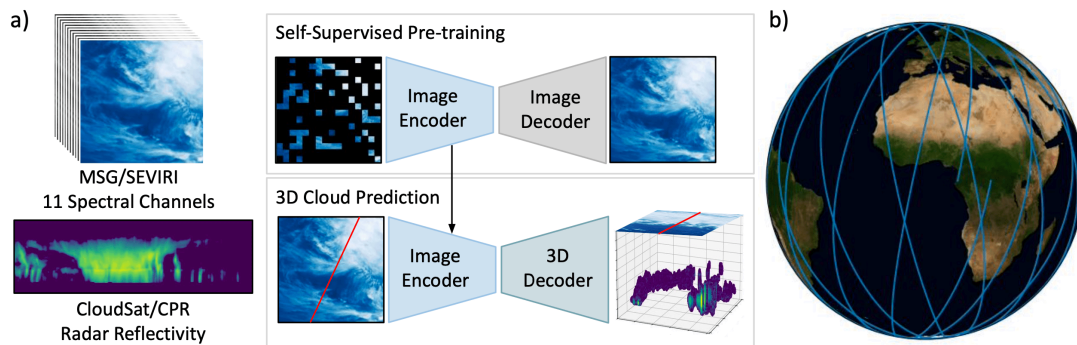 a)
MSG/SEVIRI
11 Spectral Channels
CloudSat/CPR
Radar Reflectivity
Self-Supervised Pre-training
Image
Encoder
Image
Decoder
3D Cloud Prediction
Image
Encoder
3D
Decoder
b)